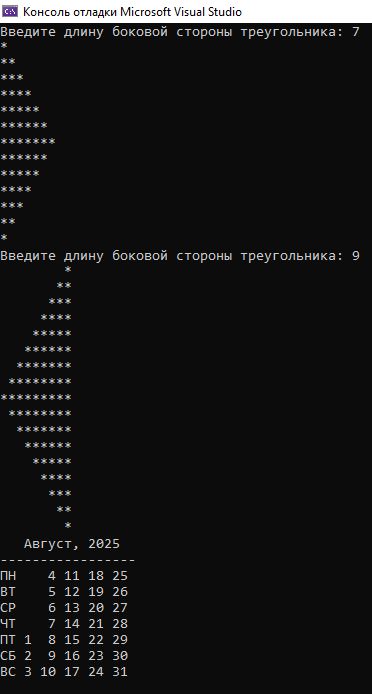 Консоль отладки Microsoft Visual Studio
Введите длину боковой стороны треугольника: 7
*
**
***
****
*****
******
*******
******
*****
****
***
**
*
Введите длину боковой стороны треугольника: 9
        *
       **
      ***
     ****
    *****
   ******
  *******
 ********
*********
 ********
  *******
   ******
    *****
     ****
      ***
       **
        *
   Август, 2025
-----------------
ПН    4 11 18 25
ВТ    5 12 19 26
СР    6 13 20 27
ЧТ    7 14 21 28
ПТ 1  8 15 22 29
СБ 2  9 16 23 30
ВС 3 10 17 24 31